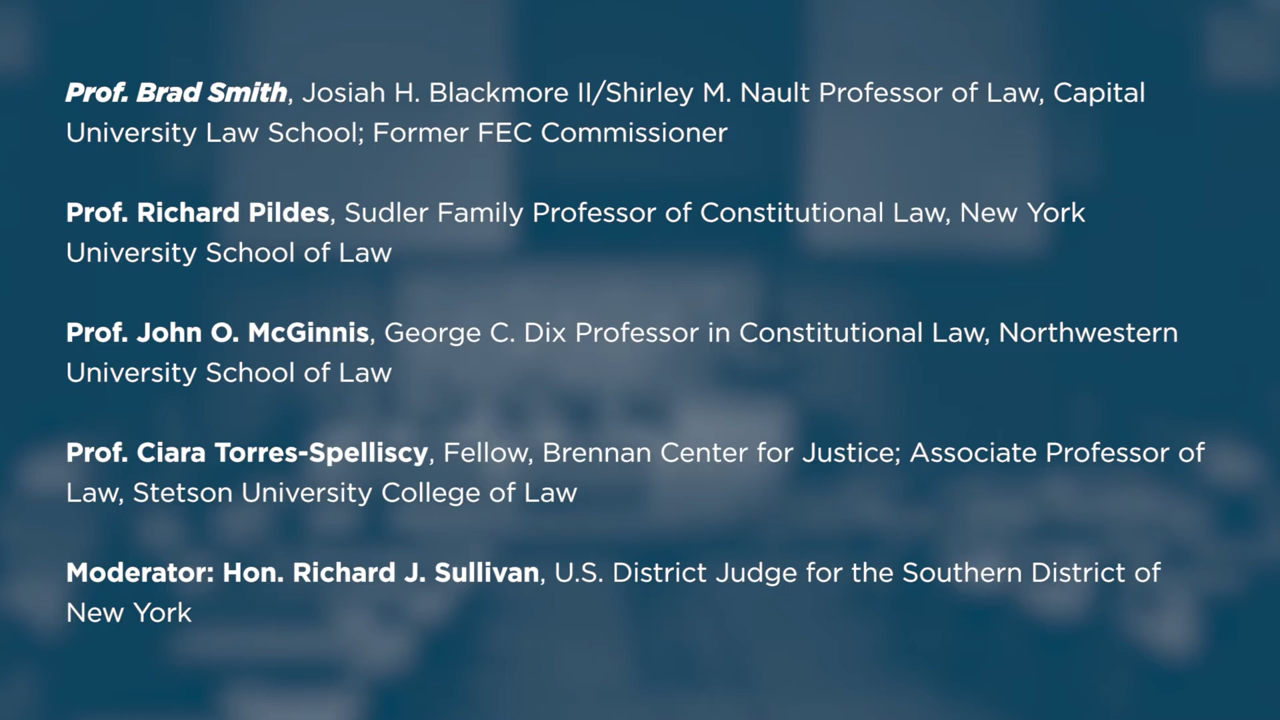 Prof. Brad Smith, Josiah H. Blackmore II/Shirley M. Nault Professor of Law, Capital
University Law School; Former FEC Commissioner
Prof. Richard Pildes, Sudler Family Professor of Constitutional Law, New York
University School of Law
Prof. John O. McGinnis, George C. Dix Professor in Constitutional Law, Northwestern
University School of Law
Prof. Ciara Torres-Spelliscy, Fellow, Brennan Center for Justice; Associate Professor of
Law, Stetson University College of Law
Moderator: Hon. Richard J. Sullivan, U.S. District Judge for the Southern District of
New York